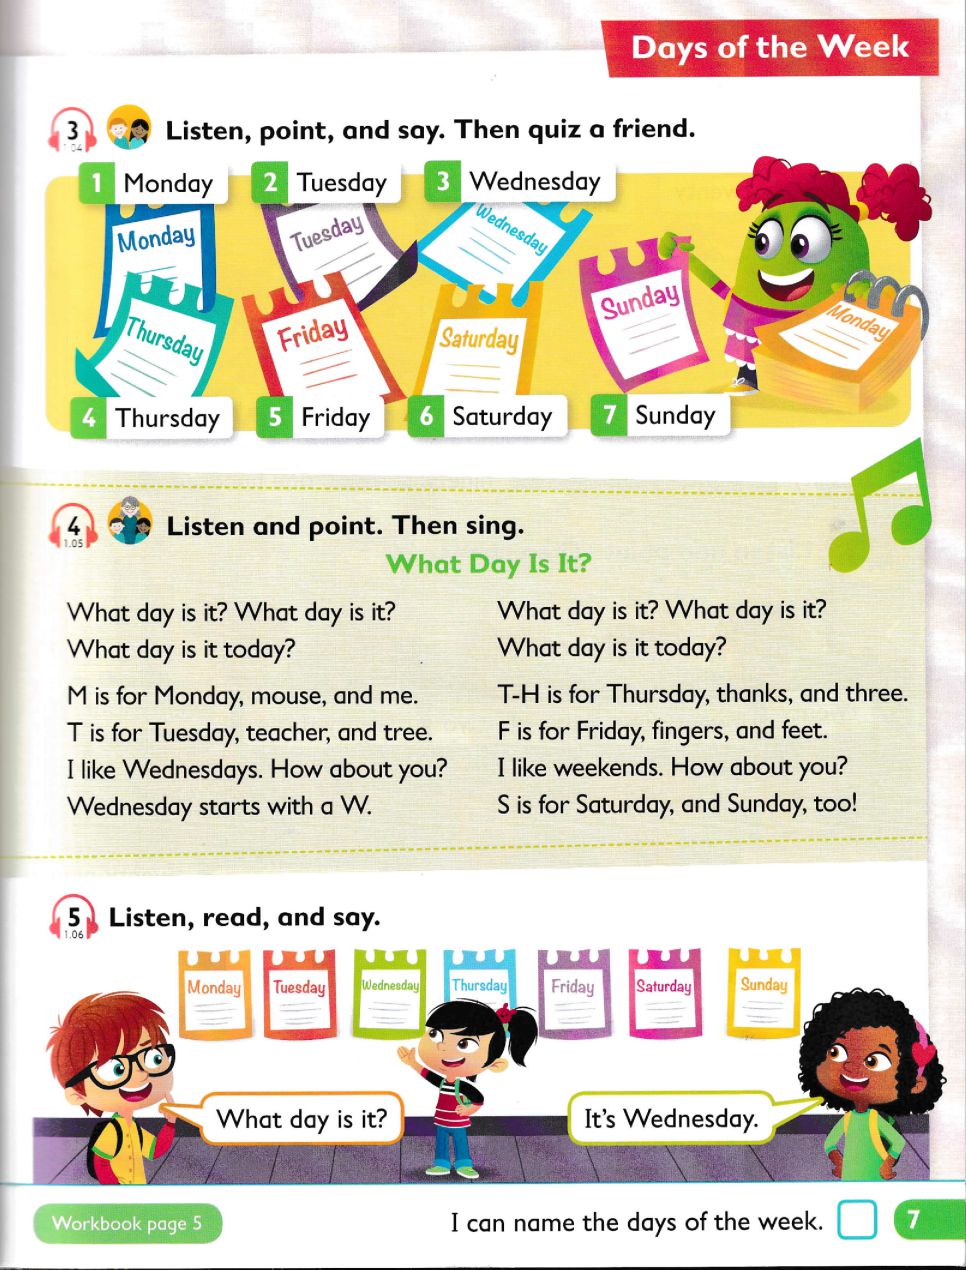 Days of the Week
3
1.04
Listen, point, and say. Then quiz a friend.
1 Monday
2 Tuesday
3 Wednesday
Monday
Tuesday
Wednesday
Thursday
Friday
Saturday
Sunday
Monday
4 Thursday
5 Friday
6 Saturday
7 Sunday
4
1.05
Listen and point. Then sing.
What Day Is It?
What day is it? What day is it?
What day is it today?
M is for Monday, mouse, and me.
T is for Tuesday, teacher, and tree.
I like Wednesdays. How about you?
Wednesday starts with a W.
What day is it? What day is it?
What day is it today?
T-H is for Thursday, thanks, and three.
F is for Friday, fingers, and feet.
I like weekends. How about you?
S is for Saturday, and Sunday, too!
5
1.06
Listen, read, and say.
Monday
Tuesday
Wednesday
Thursday
Friday
Saturday
Sunday
What day is it?
It's Wednesday.
Workbook page 5
I can name the days of the week.
7